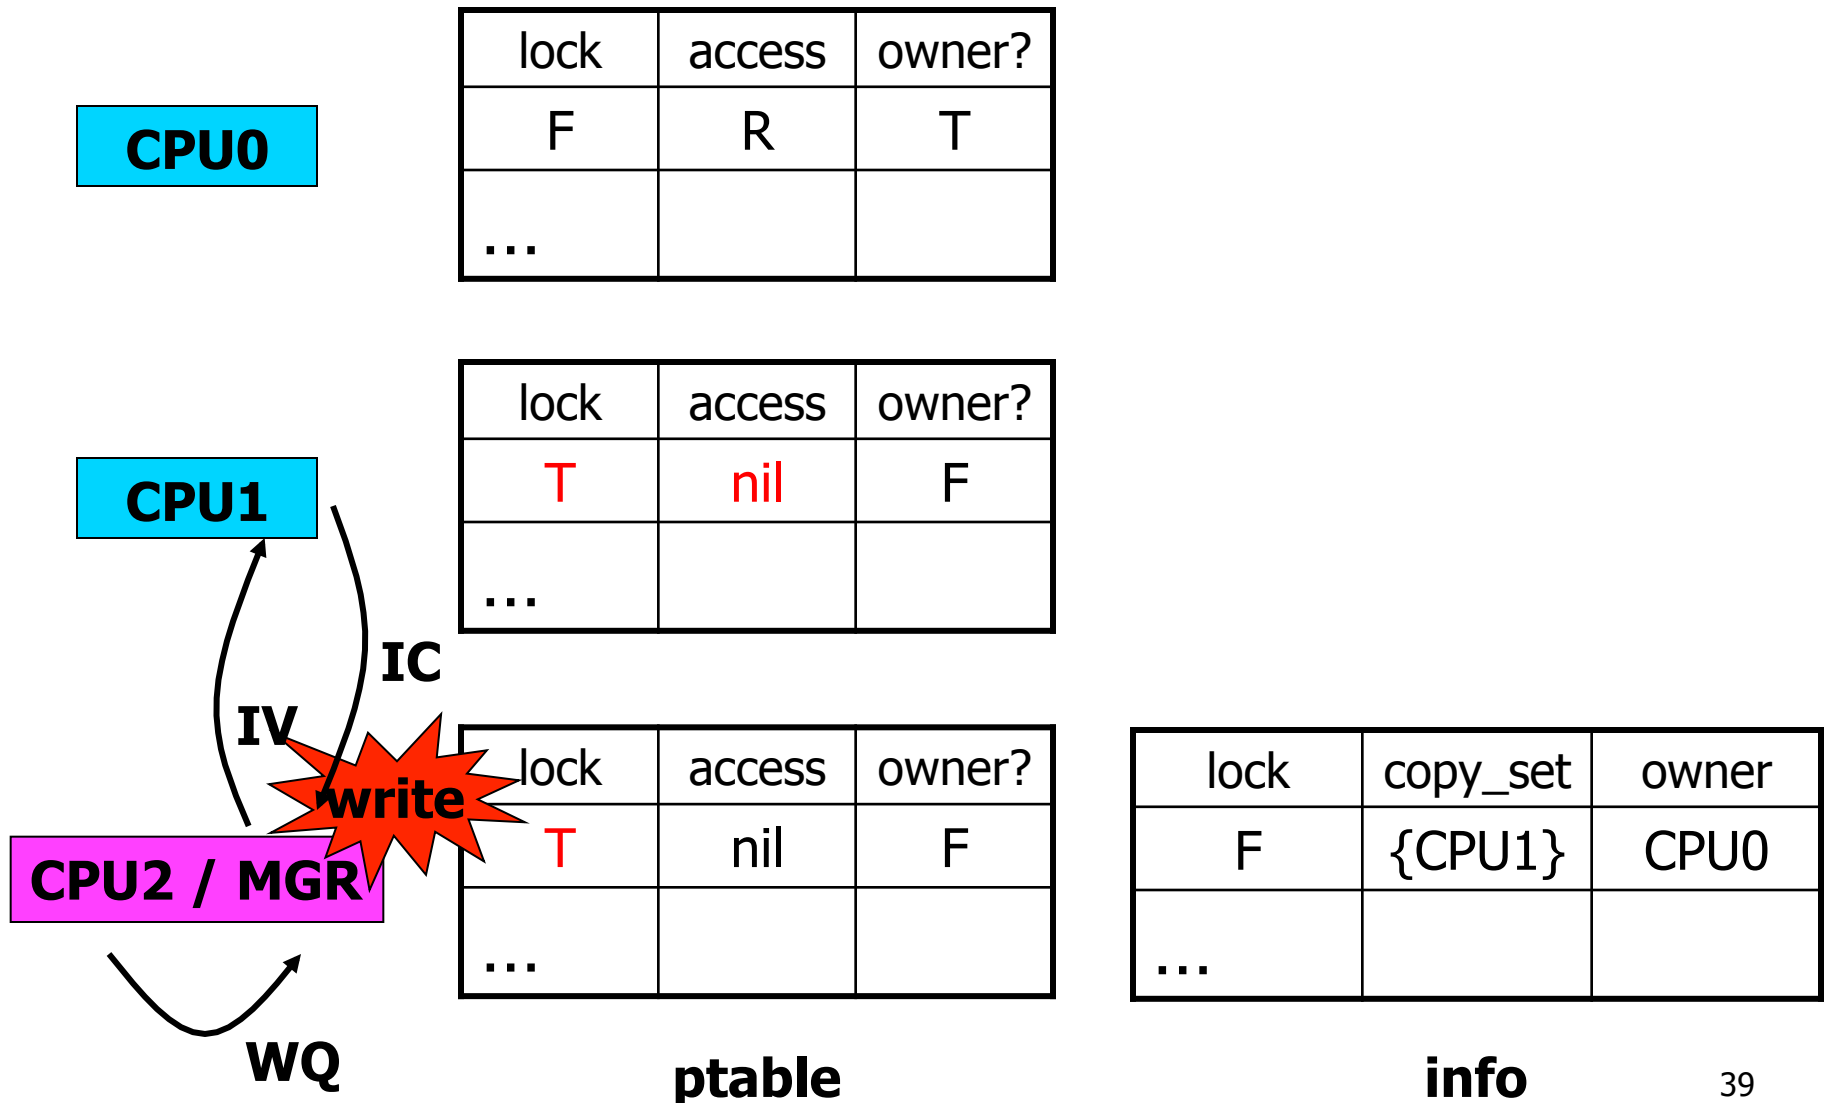 lock access owner?
CPU0
F R T
...
lock access owner?
CPU1
T nil F
...
IC
IV
write
lock access owner?
T nil F
...
CPU2 / MGR
WQ
lock copy_set owner
F {CPU1} CPU0
...
ptable
info
39